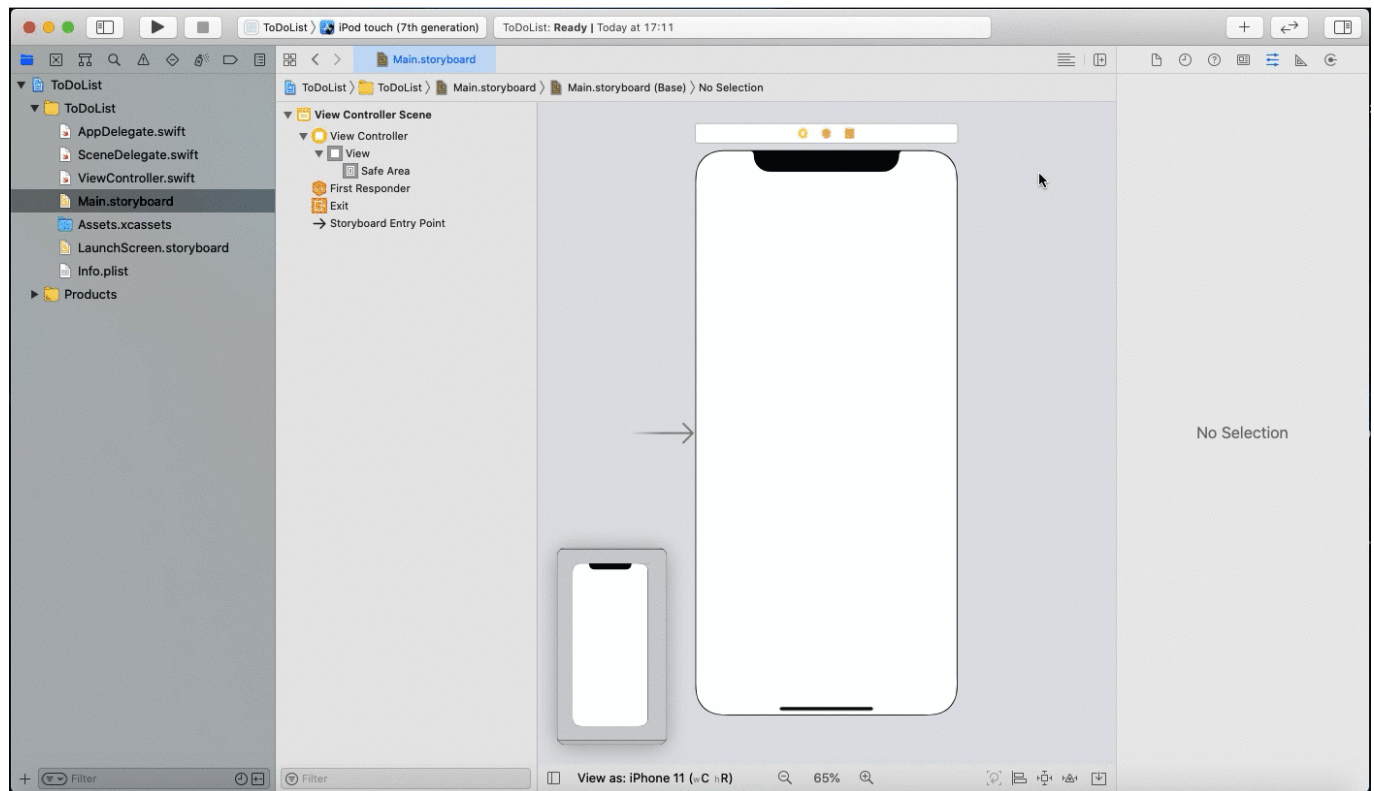 ToDoList 〉 iPod touch (7th generation)
ToDoList: Ready | Today at 17:11
Main.storyboard
ToDoList 〉 ToDoList 〉 Main.storyboard 〉 Main.storyboard (Base) 〉 No Selection
ToDoList
ToDoList
AppDelegate.swift
SceneDelegate.swift
ViewController.swift
Main.storyboard
Assets.xcassets
LaunchScreen.storyboard
Info.plist
Products
View Controller Scene
View Controller
View
Safe Area
First Responder
Exit
Storyboard Entry Point
No Selection
Filter
Filter
View as: iPhone 11 (wC hR)
65%